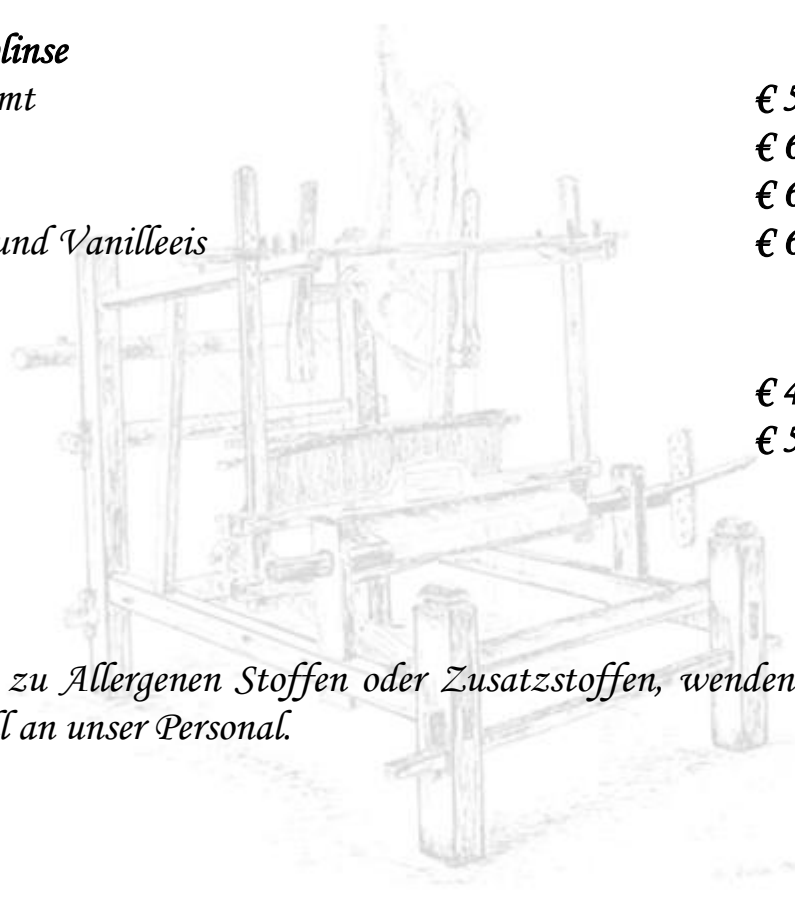 linse
mt
€ 5
€ 6
€ 6
und Vanilleeis € 6
€ 4
€ 5
zu Allergenen Stoffen oder Zusatzstoffen, wenden
l an unser Personal.